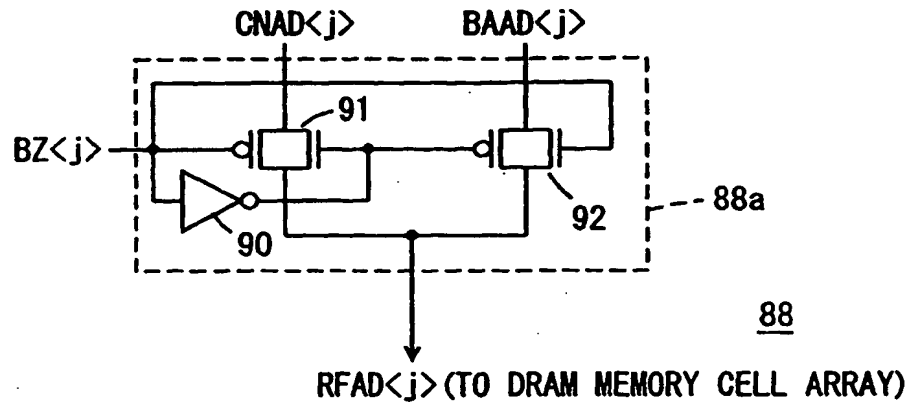 CNAD<j> BAAD<j>
91
BZ<j>
90
92
88a
88
RFAD<j>(TO DRAM MEMORY CELL ARRAY)